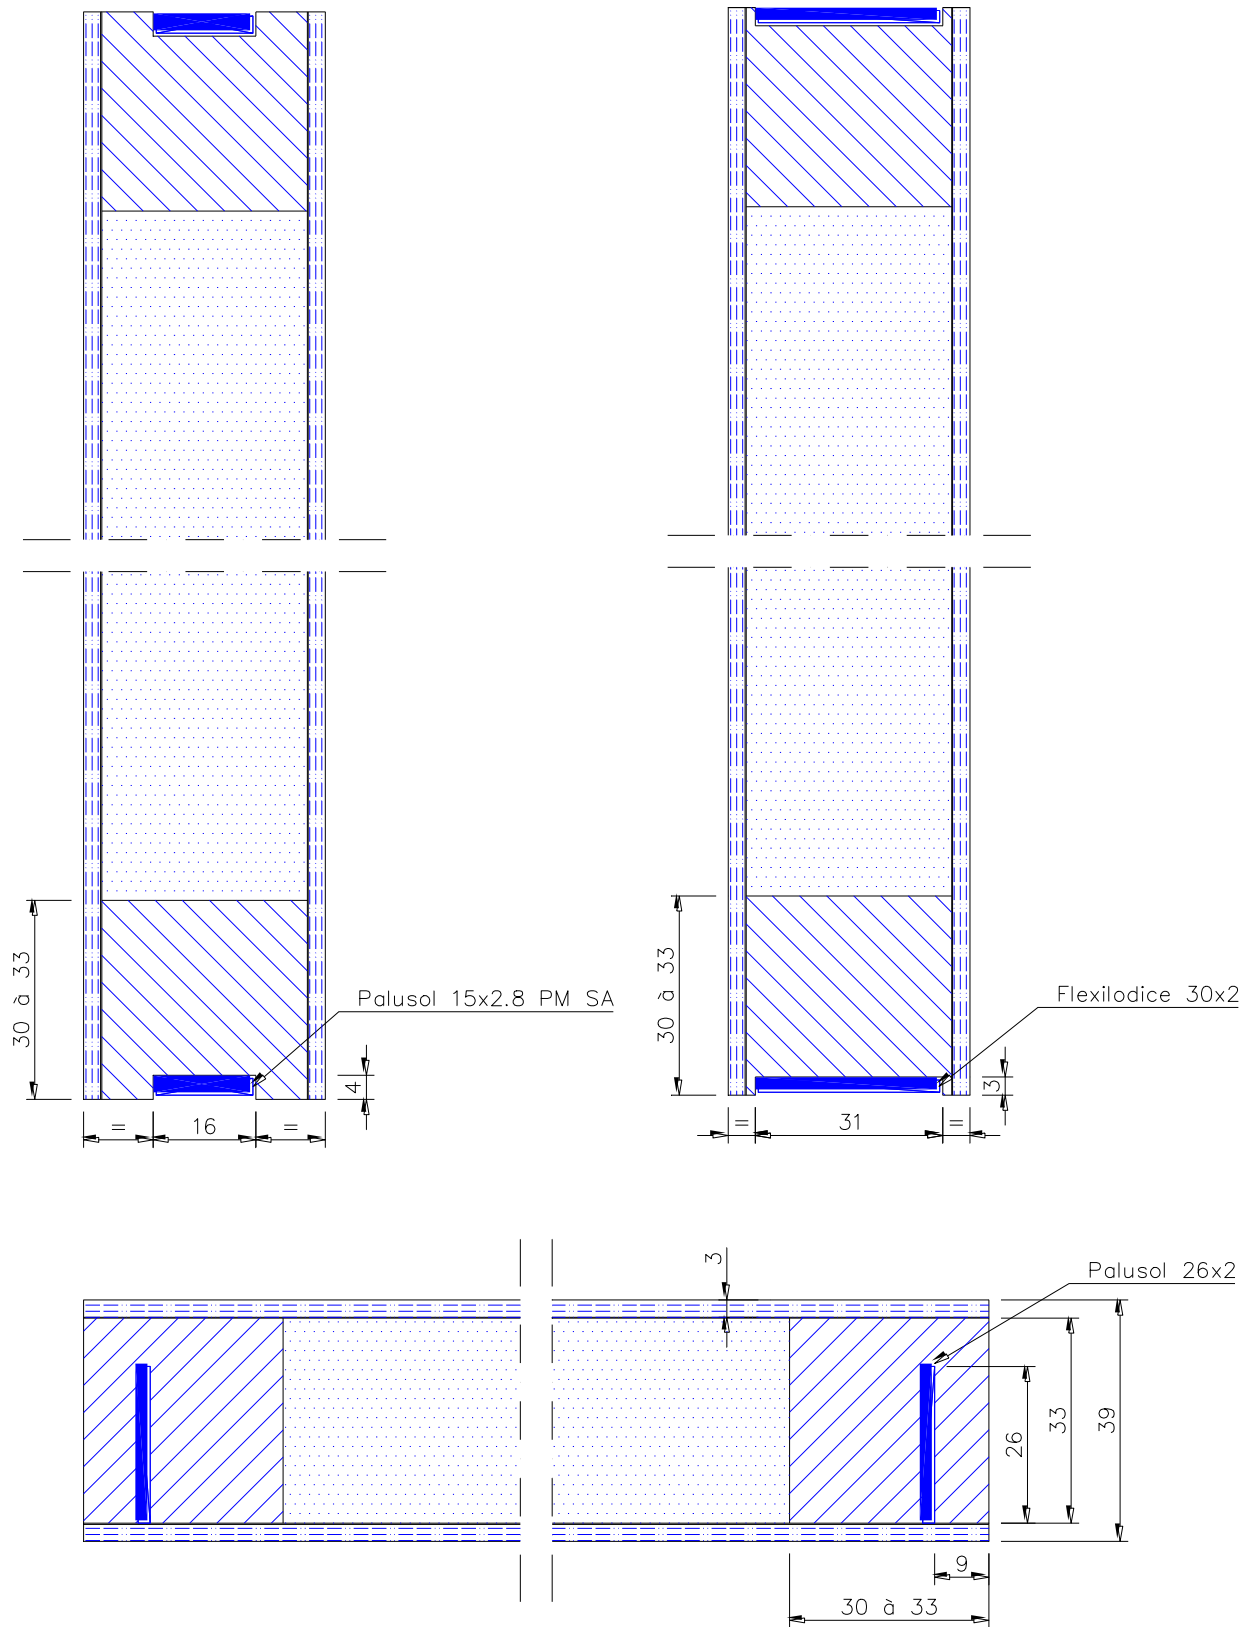 30 à 33
Palusol 15x2.8 PM SA
4
= 16 =
30 à 33
Flexilodice 30x2
3
= 31 =
3
Palusol 26x2
26
33
39
9
30 à 33